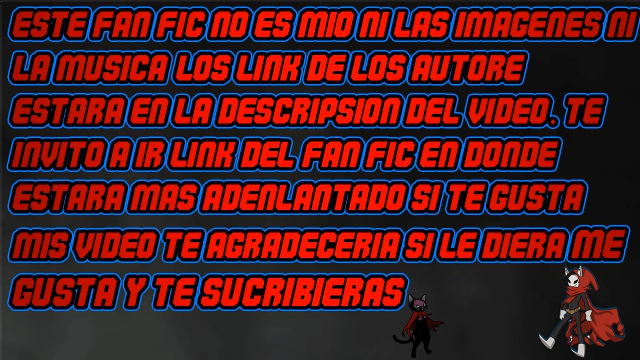 ESTE FAN FIC NO ES MIO NI LAS IMAGENES NI
LA MUSICA LOS LINK DE LOS AUTORE
ESTARA EN LA DESCRIPSION DEL VIDEO. TE
INVITO A IR LINK DEL FAN FIC EN DONDE
ESTARA MAS ADENLANTADO SI TE GUSTA
MIS VIDEO TE AGRADECERIA SI LE DIERA ME
GUSTA Y TE SUCRIBIERAS